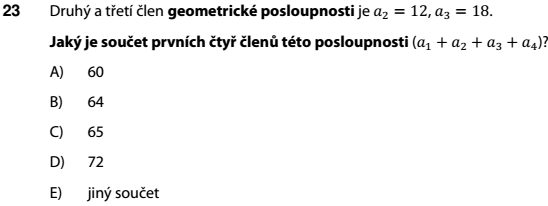 23 Druhý a třetí člen geometrické posloupnosti je a₂ = 12, a₃ = 18.
Jaký je součet prvních čtyř členů této posloupnosti (a₁ + a₂ + a₃ + a₄)?
A) 60
B) 64
C) 65
D) 72
E) jiný součet